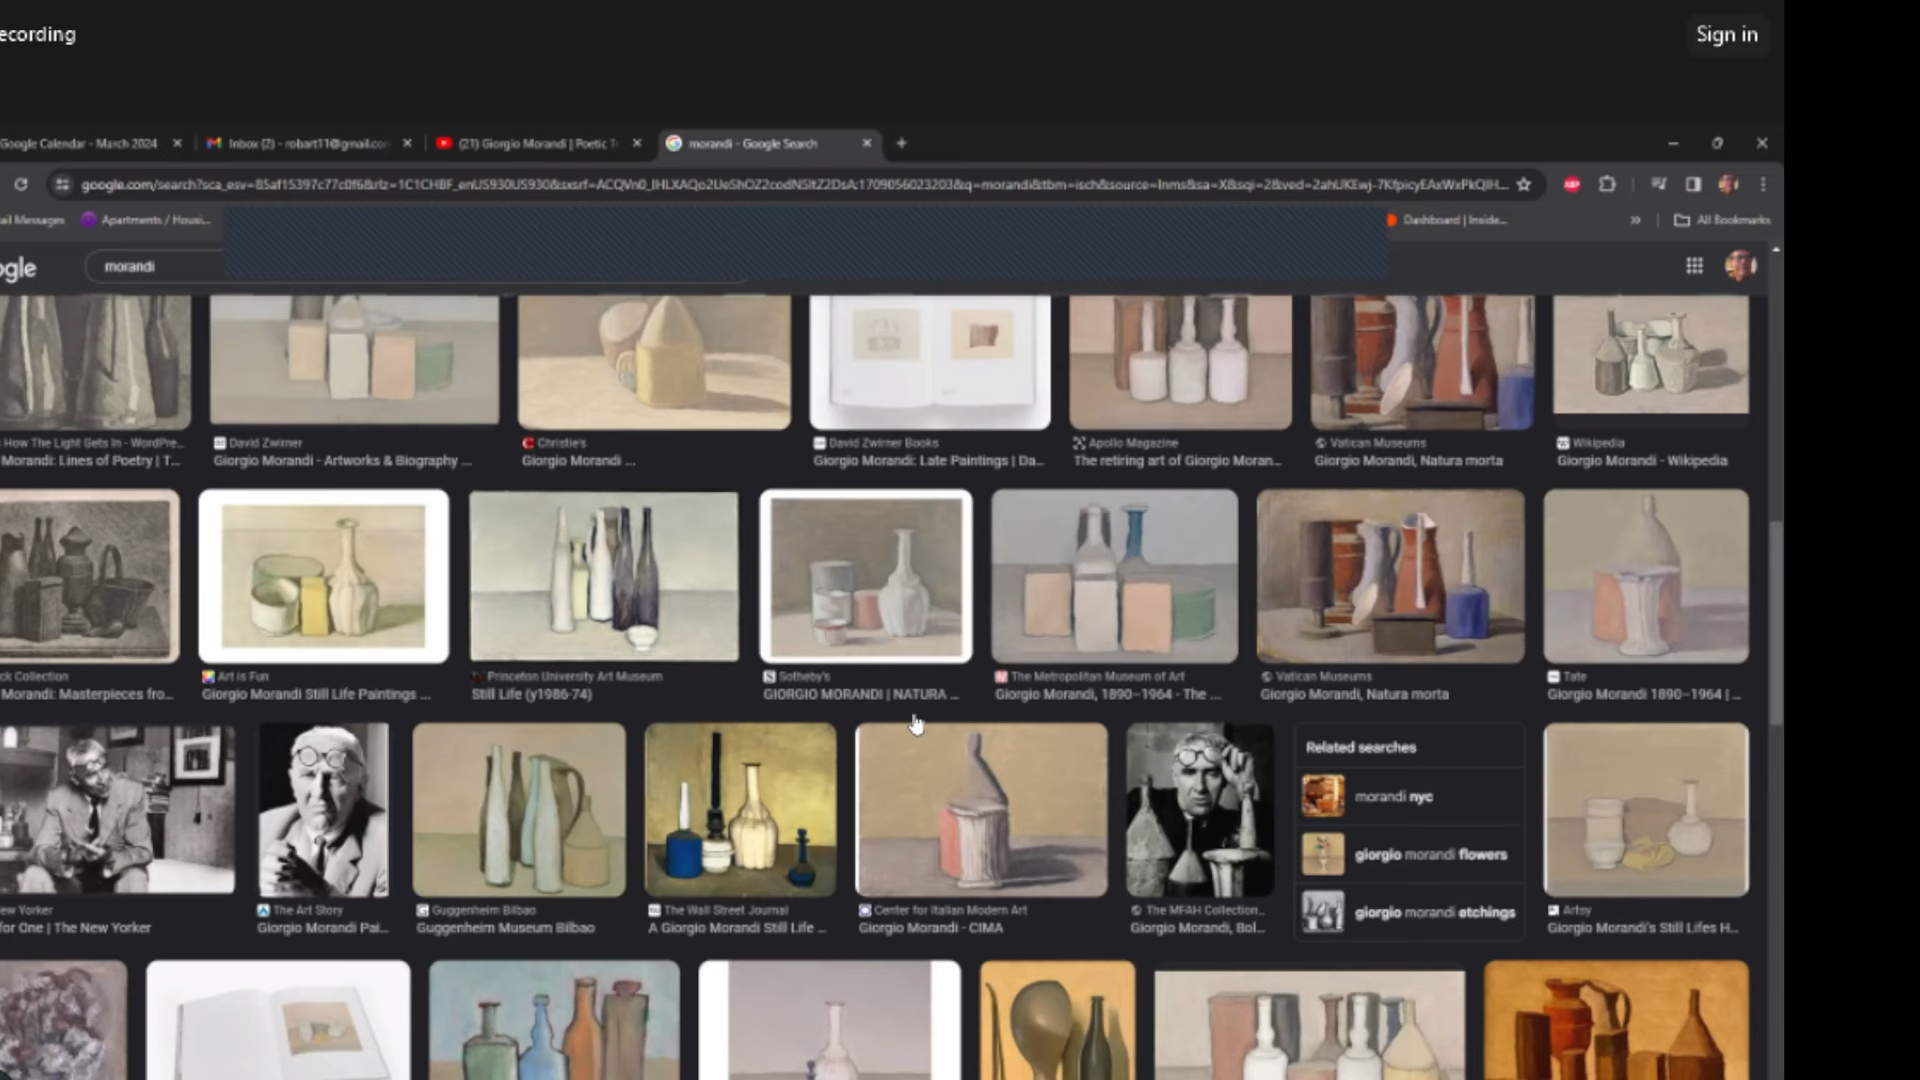 ecording
Sign in
Google Calendar - March 2024
Inbox (2) - robart11@gmail.co
(21) Giorgio Morandi | Poetic T
morandi - Google Search
ail Messages
Apartments / Housi...
Dashboard | Inside...
All Bookmarks
ogle
morandi
How The Light Gets In - WordPre...
Morandi: Lines of Poetry | T...
David Zwirner
Giorgio Morandi - Artworks & Biography ...
Christie's
Giorgio Morandi ...
David Zwirner Books
Giorgio Morandi: Late Paintings | Da...
Apollo Magazine
The retiring art of Giorgio Moran...
Vatican Museums
Giorgio Morandi, Natura morta
Wikipedia
Giorgio Morandi - Wikipedia
ck Collection
Morandi: Masterpieces fro...
Art is Fun
Giorgio Morandi Still Life Paintings ...
Princeton University Art Museum
Still Life (y1986-74)
Sotheby's
GIORGIO MORANDI | NATURA ...
The Metropolitan Museum of Art
Giorgio Morandi, 1890–1964 - The ...
Vatican Museums
Giorgio Morandi, Natura morta
Tate
Giorgio Morandi 1890–1964 | ...
ew Yorker
for One | The New Yorker
The Art Story
Giorgio Morandi Pai...
Guggenheim Bilbao
Guggenheim Museum Bilbao
The Wall Street Journal
A Giorgio Morandi Still Life ...
Center for Italian Modern Art
Giorgio Morandi - CIMA
The MFAH Collection...
Giorgio Morandi, Bol...
Related searches
morandi nyc
giorgio morandi flowers
giorgio morandi etchings
Artsy
Giorgio Morandi's Still Lifes H...